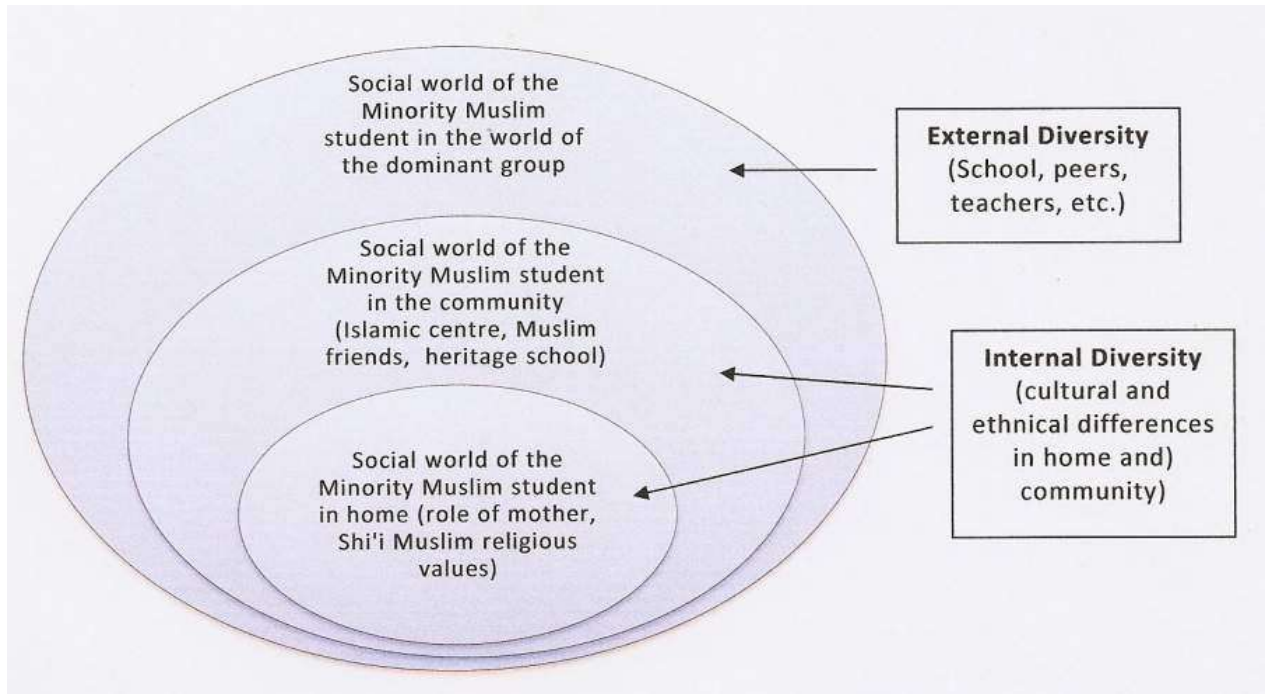 Social world of the
Minority Muslim
student in the world of
the dominant group
External Diversity
(School, peers,
teachers, etc.)
Social world of the
Minority Muslim student
in the community
(Islamic centre, Muslim
friends, heritage school)
Internal Diversity
(cultural and
ethnical differences
in home and)
community)
Social world of the
Minority Muslim student
in home (role of mother,
Shi'i Muslim religious
values)